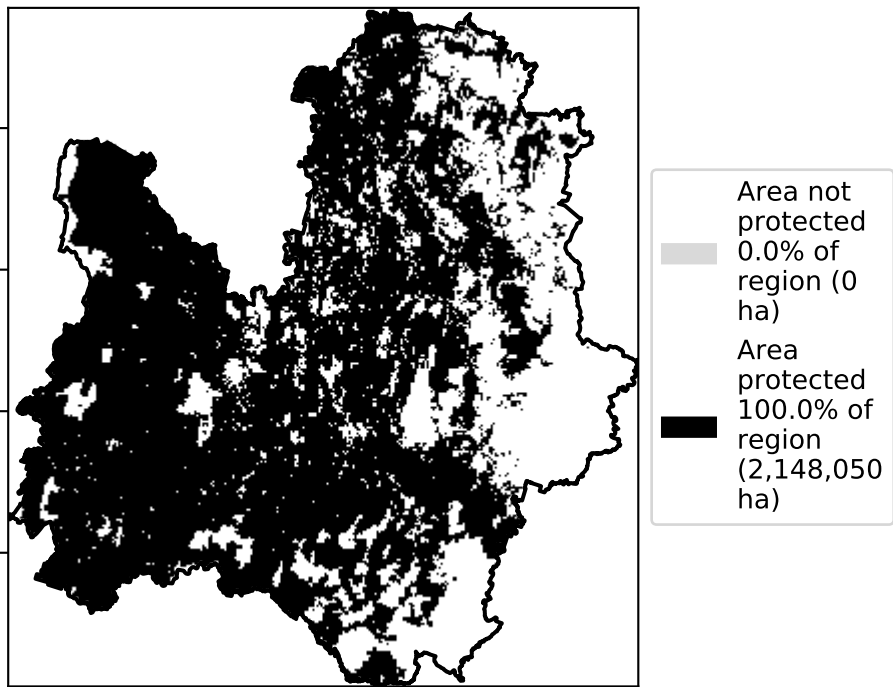 Area not
protected
0.0% of
region (0
ha)
Area
protected
100.0% of
region
(2,148,050
ha)